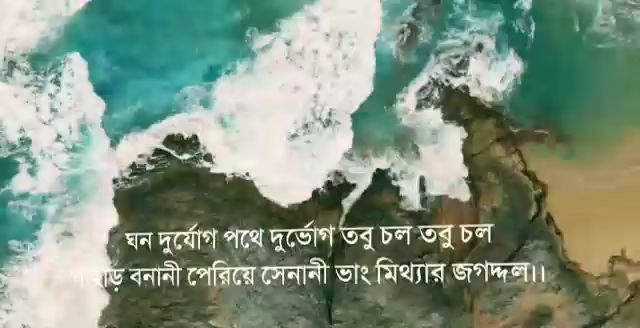 ঘন দুর্যোগ পথে দুর্ভোগ তবু চল তবু চল
পাহাড় বনানী পেরিয়ে সেনানী ভাং মিথ্যার জগদ্দল।।